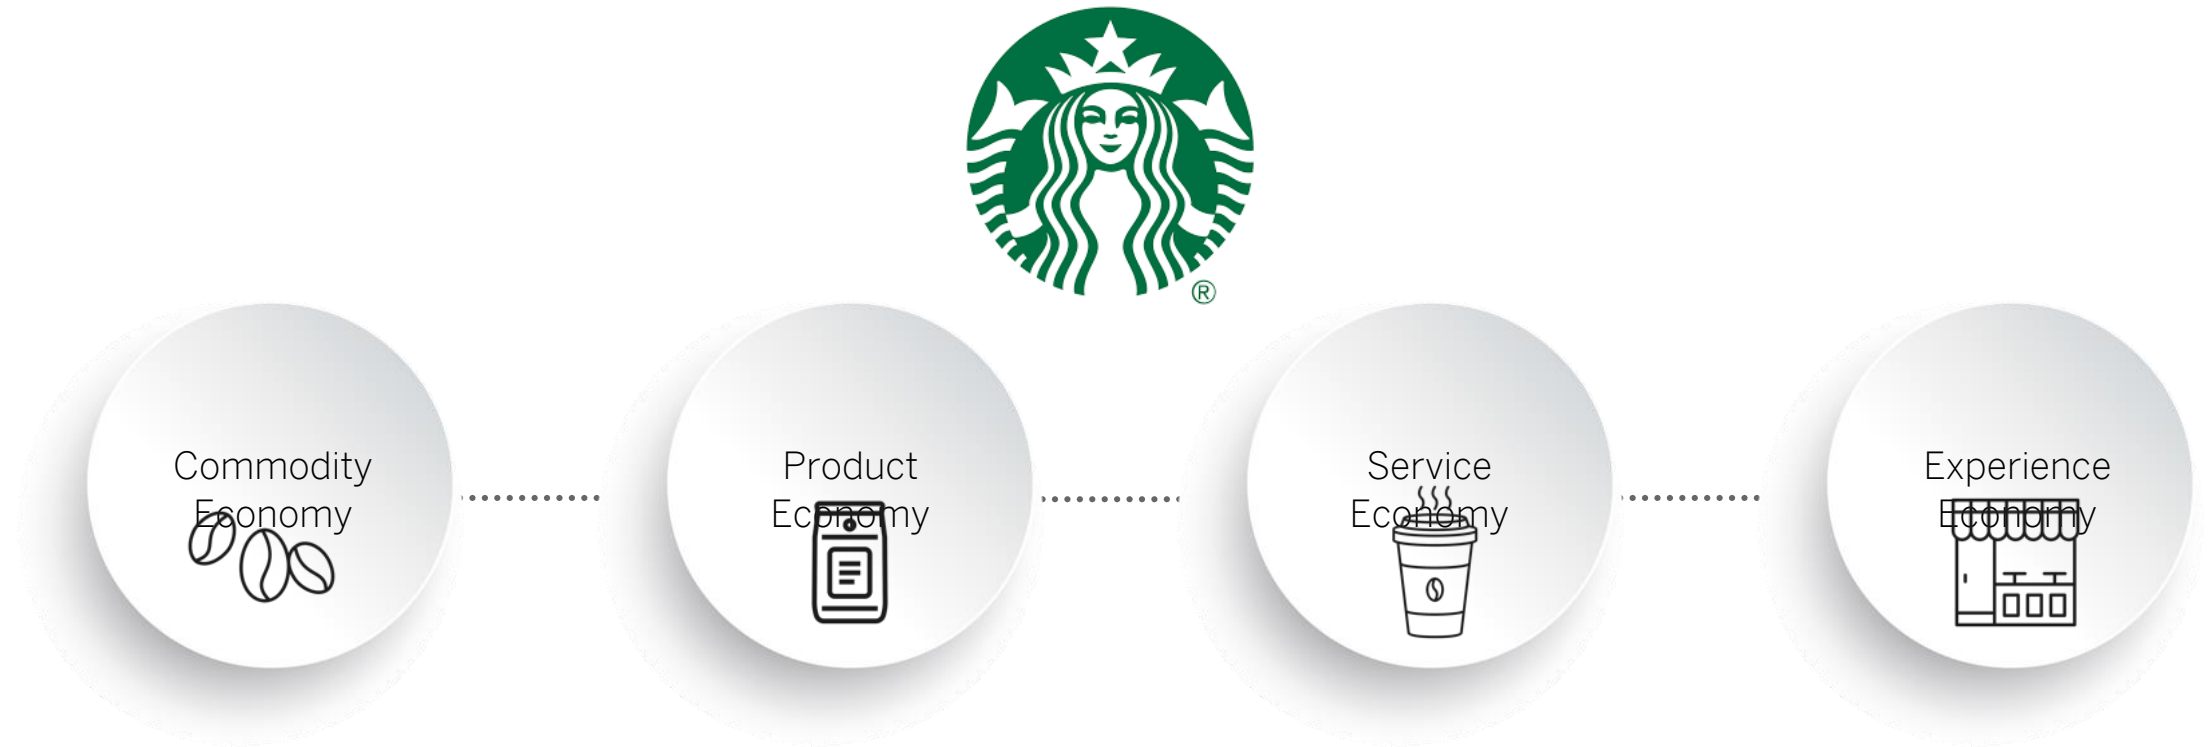 ®
Commodity
Economy
Product
Economy
Service
Economy
Experience
Economy